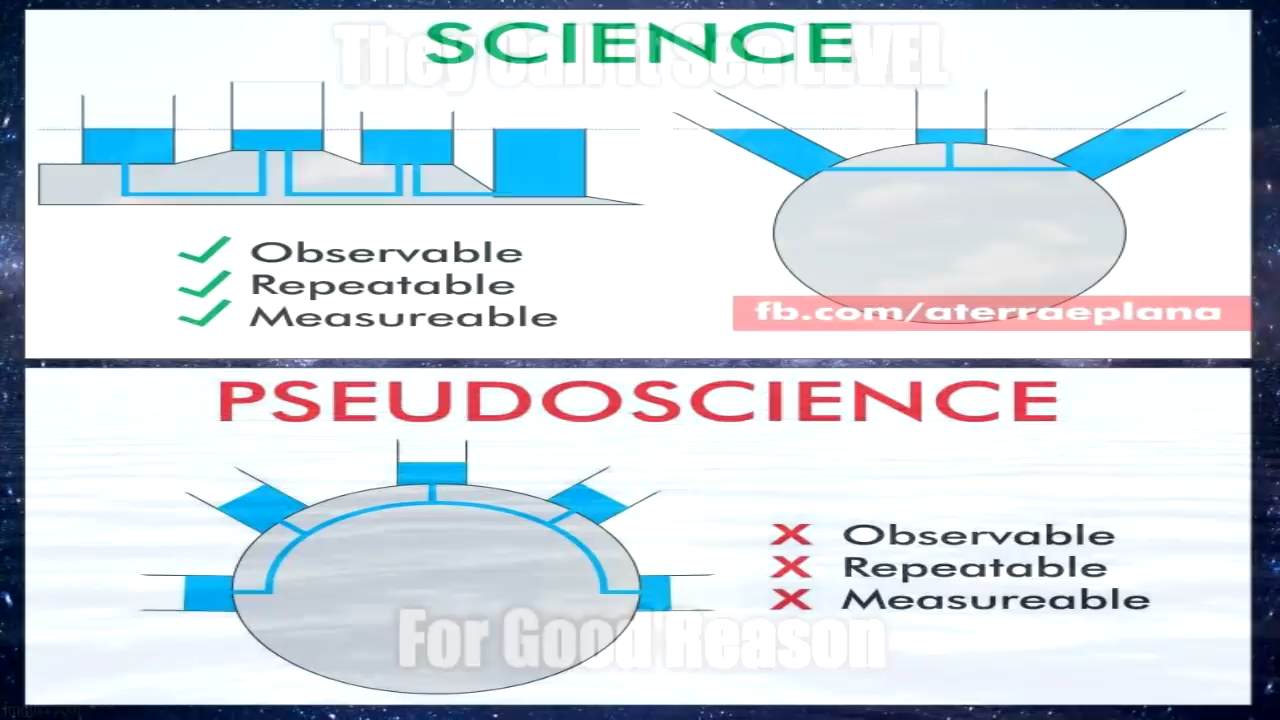 They Call it Sea LEVEL
SCIENCE
Observable
Repeatable
Measureable
fb.com/aterraeplana
PSEUDOSCIENCE
Observable
Repeatable
Measureable
For Good Reason